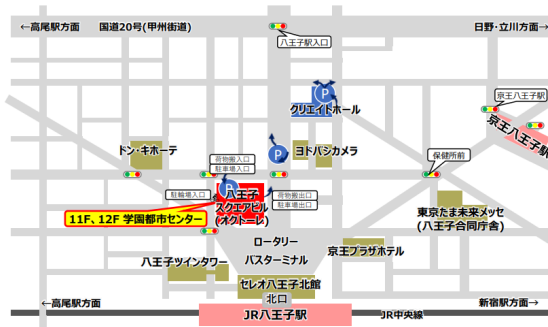 ←高尾駅方面
国道20号(甲州街道)
日野・立川方面→
八王子駅入口
京王八王子駅
クリエイトホール
京王八王子駅
ドン・キホーテ
ヨドバシカメラ
保健所前
荷物搬入口
駐車場入口
駐輪場入口
八王子
スクエアビル
(オクトーレ)
荷物搬出口
駐車場出口
11F、12F 学園都市センター
東京たま未来メッセ
(八王子合同庁舎)
ロータリー
バスターミナル
京王プラザホテル
八王子ツインタワー
セレオ八王子北館
北口
←高尾駅方面
新宿駅方面→
JR八王子駅
JR中央線
P
P
P